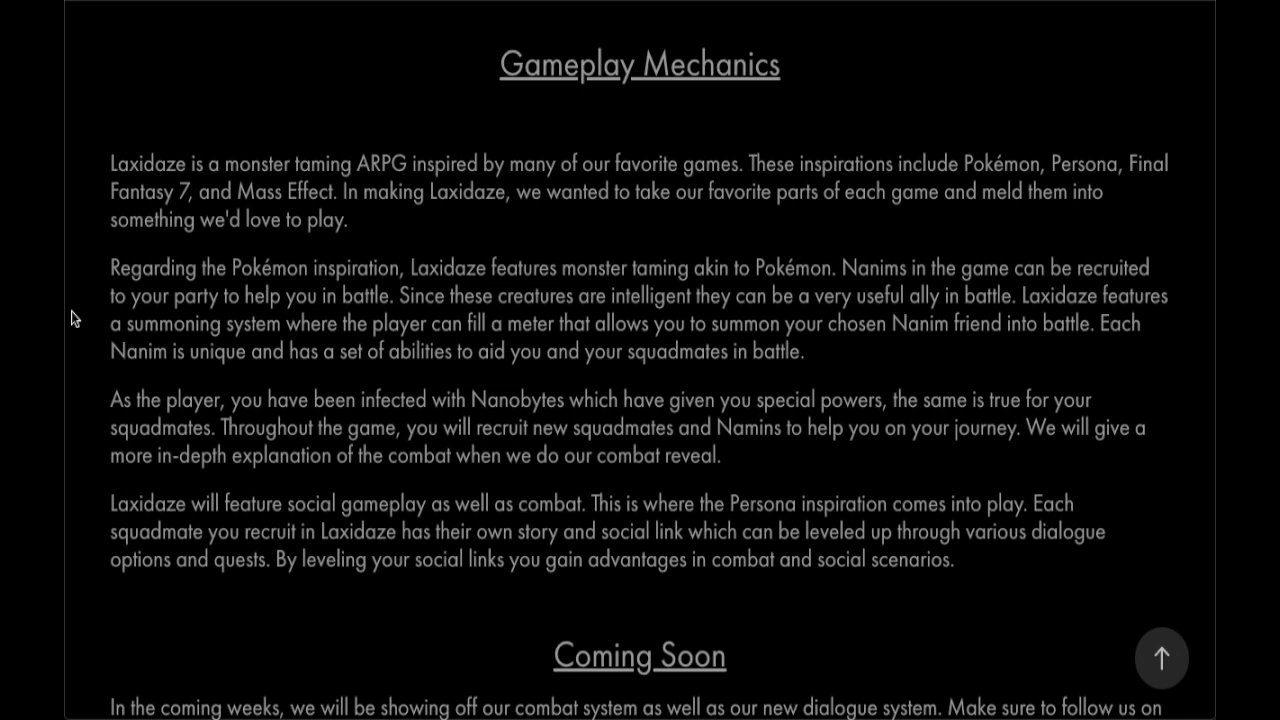 Gameplay Mechanics
Laxidaze is a monster taming ARPG inspired by many of our favorite games. These inspirations include Pokémon, Persona, Final
Fantasy 7, and Mass Effect. In making Laxidaze, we wanted to take our favorite parts of each game and meld them into
something we'd love to play.
Regarding the Pokémon inspiration, Laxidaze features monster taming akin to Pokémon. Nanims in the game can be recruited
to your party to help you in battle. Since these creatures are intelligent they can be a very useful ally in battle. Laxidaze features
a summoning system where the player can fill a meter that allows you to summon your chosen Nanim friend into battle. Each
Nanim is unique and has a set of abilities to aid you and your squadmates in battle.
As the player, you have been infected with Nanobytes which have given you special powers, the same is true for your
squadmates. Throughout the game, you will recruit new squadmates and Namins to help you on your journey. We will give a
more in-depth explanation of the combat when we do our combat reveal.
Laxidaze will feature social gameplay as well as combat. This is where the Persona inspiration comes into play. Each
squadmate you recruit in Laxidaze has their own story and social link which can be leveled up through various dialogue
options and quests. By leveling your social links you gain advantages in combat and social scenarios.
Coming Soon
In the coming weeks, we will be showing off our combat system as well as our new dialogue system. Make sure to follow us on